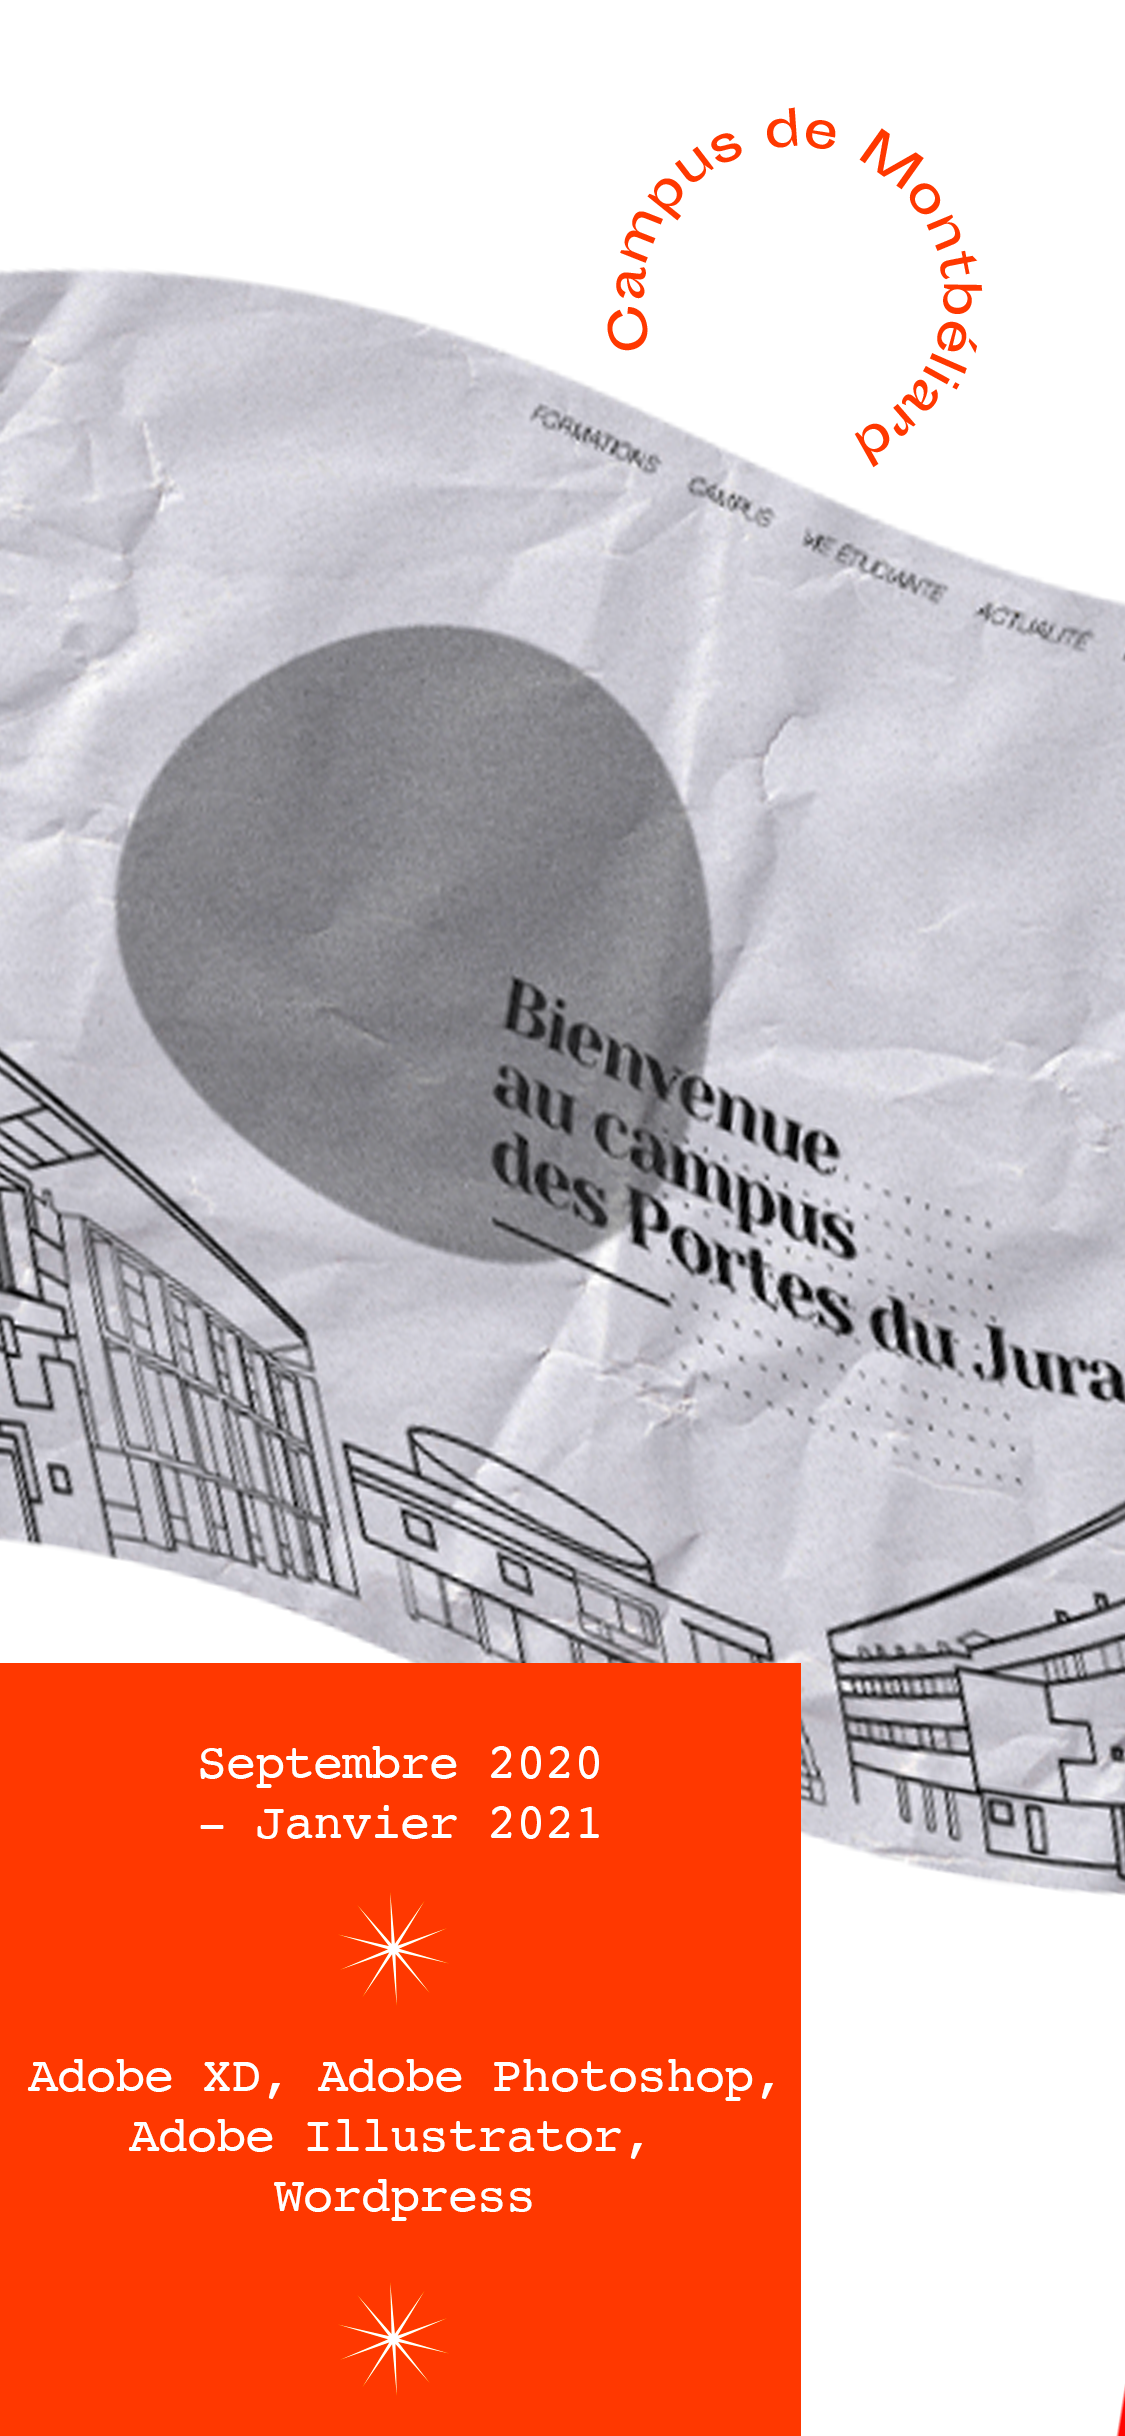 Campus de Montbéliard
FORMATIONS CAMPUS VIE ÉTUDIANTE ACTUALITÉ
Bienvenue
au campus
des Portes du Jura
Septembre 2020
– Janvier 2021
Adobe XD, Adobe Photoshop,
Adobe Illustrator,
Wordpress